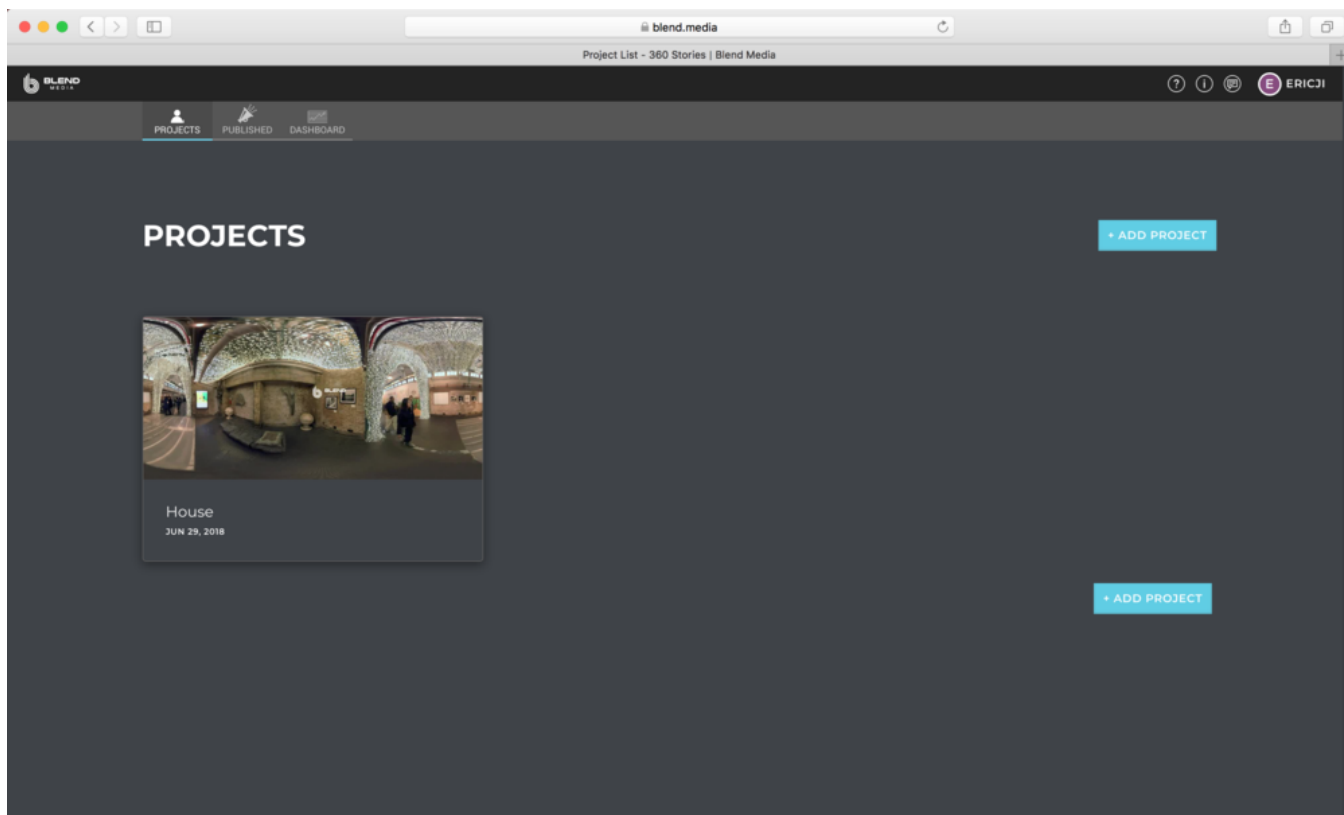 blend.media
Project List - 360 Stories | Blend Media
BLEND
MEDIA
? i E ERICJI
PROJECTS PUBLISHED DASHBOARD
PROJECTS
+ ADD PROJECT
BLEND
House
JUN 29, 2018
+ ADD PROJECT